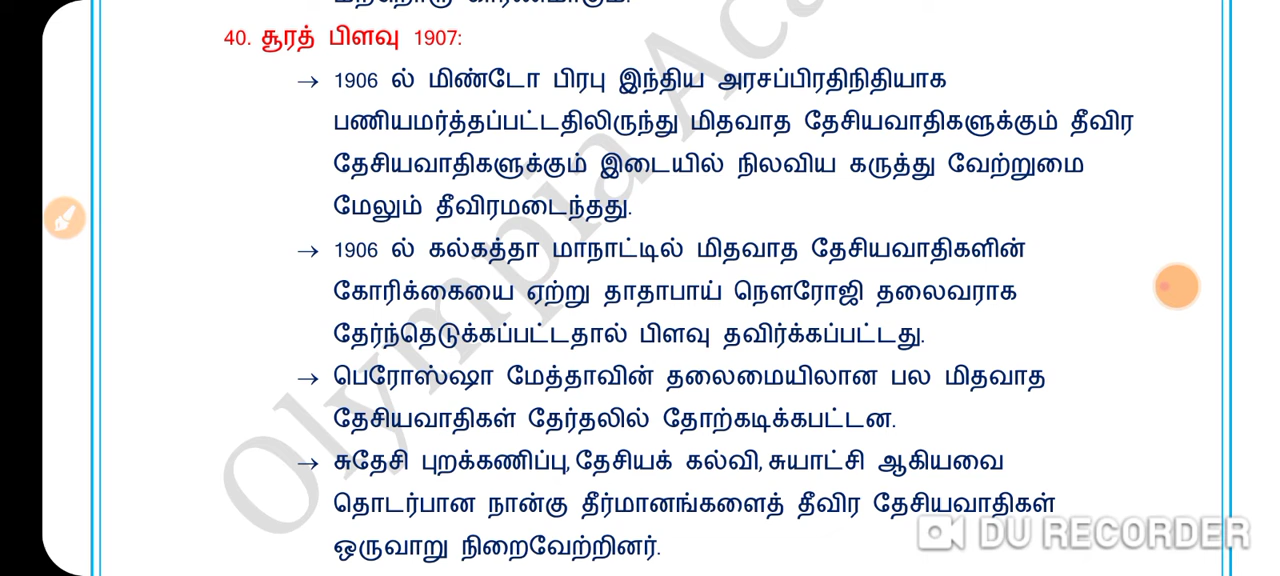 40. சூரத் பிளவு 1907:
→ 1906 ல் மிண்டோ பிரபு இந்திய அரசப்பிரதிநிதியாக
பணியமர்த்தப்பட்டதிலிருந்து மிதவாத தேசியவாதிகளுக்கும் தீவிர
தேசியவாதிகளுக்கும் இடையில் நிலவிய கருத்து வேற்றுமை
மேலும் தீவிரமடைந்தது.
→ 1906 ல் கல்கத்தா மாநாட்டில் மிதவாத தேசியவாதிகளின்
கோரிக்கையை ஏற்று தாதாபாய் நௌரோஜி தலைவராக
தேர்ந்தெடுக்கப்பட்டதால் பிளவு தவிர்க்கப்பட்டது.
→ பெரோஸ்ஷா மேத்தாவின் தலைமையிலான பல மிதவாத
தேசியவாதிகள் தேர்தலில் தோற்கடிக்கபட்டன.
→ சுதேசி புறக்கணிப்பு, தேசியக் கல்வி, சுயாட்சி ஆகியவை
தொடர்பான நான்கு தீர்மானங்களைத் தீவிர தேசியவாதிகள்
ஒருவாறு நிறைவேற்றினர்.
Olympia Aca
DU RECORDER